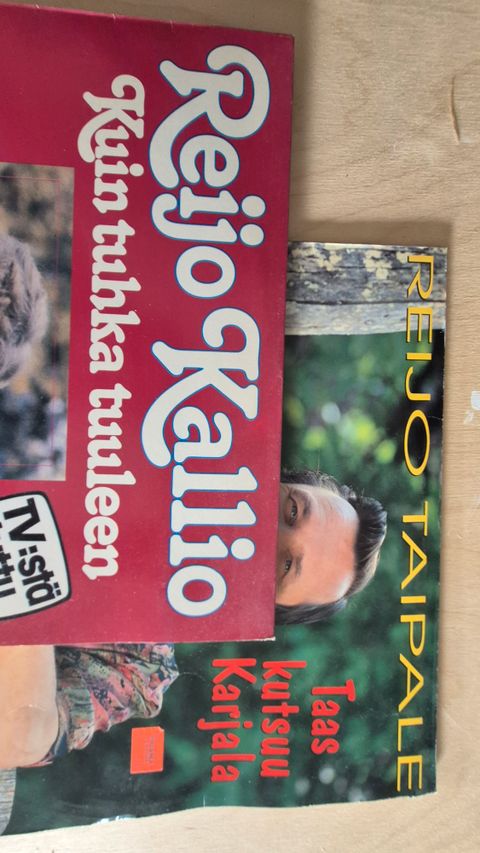 Reijo Kallio
Kuin tuhka tuuleen
TV:stä
REIJO TAIPALE
Taas
kutsuu
Karjala